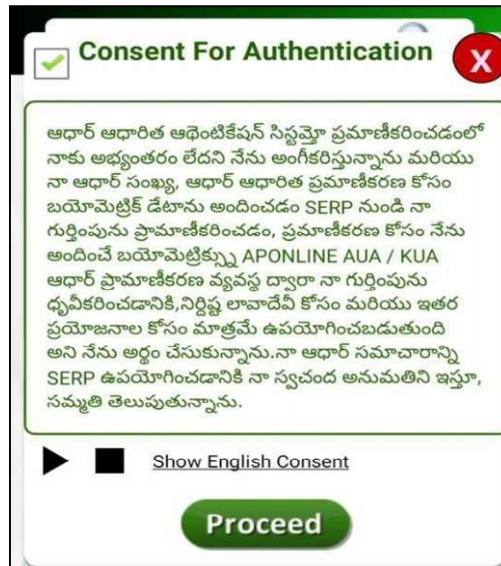 Consent For Authentication
X
ఆధార్ ఆధారిత ఆథెంటికేషన్ సిస్టమ్తో ప్రమాణీకరించడంలో
నాకు అభ్యంతరం లేదని నేను అంగీకరిస్తున్నాను మరియు
నా ఆధార్ సంఖ్య, ఆధార్ ఆధారిత ప్రమాణీకరణ కోసం
బయోమెట్రిక్ డేటాను అందించడం SERP నుండి నా
గుర్తింపును ప్రామాణీకరించడం, ప్రమాణీకరణ కోసం నేను
అందించే బయోమెట్రిక్స్ను APONLINE AUA / KUA
ఆధార్ ప్రామాణీకరణ వ్యవస్థ ద్వారా నా గుర్తింపును
ధృవీకరించడానికి,నిర్దిష్ట లావాదేవీ కోసం మరియు ఇతర
ప్రయోజనాల కోసం మాత్రమే ఉపయోగించబడుతుంది
అని నేను అర్థం చేసుకున్నాను.నా ఆధార్ సమాచారాన్ని
SERP ఉపయోగించడానికి నా స్వచంద అనుమతిని ఇస్తూ,
సమ్మతి తెలుపుతున్నాను.
Show English Consent
Proceed